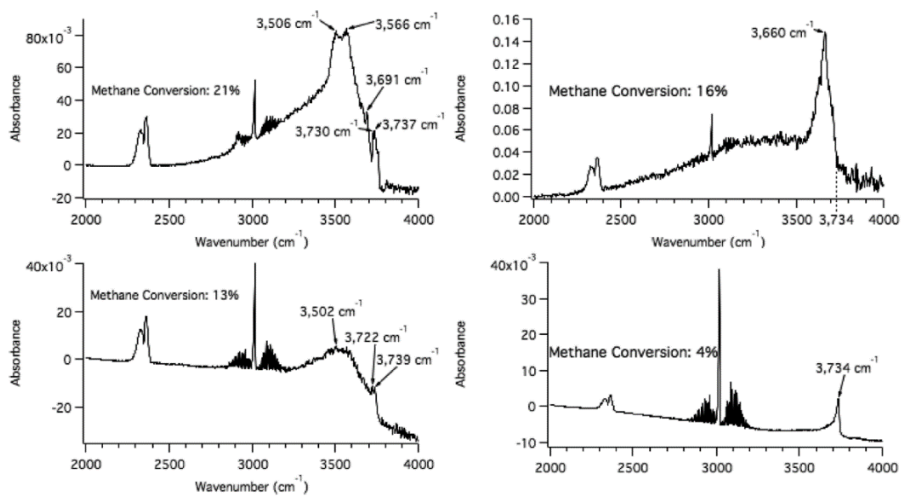 3,506 cm-1
3,566 cm-1
80x10-3
60
40
20
0
-20
Absorbance
Methane Conversion: 21%
3,691 cm-1
3,730 cm-1
3,737 cm-1
2000 2500 3000 3500 4000
Wavenumber (cm-1)
0.16
0.14
0.12
0.10
0.08
0.06
0.04
0.02
0.00
Absorbance
3,660 cm-1
Methane Conversion: 16%
2000 2500 3000 3500 3,734 4000
Wavenumber (cm-1)
40x10-3
20
0
-20
Absorbance
Methane Conversion: 13%
3,502 cm-1
3,722 cm-1
3,739 cm-1
2000 2500 3000 3500 4000
Wavenumber (cm-1)
40x10-3
30
20
10
0
-10
Absorbance
Methane Conversion: 4%
3,734 cm-1
2000 2500 3000 3500 4000
Wavenumber (cm-1)